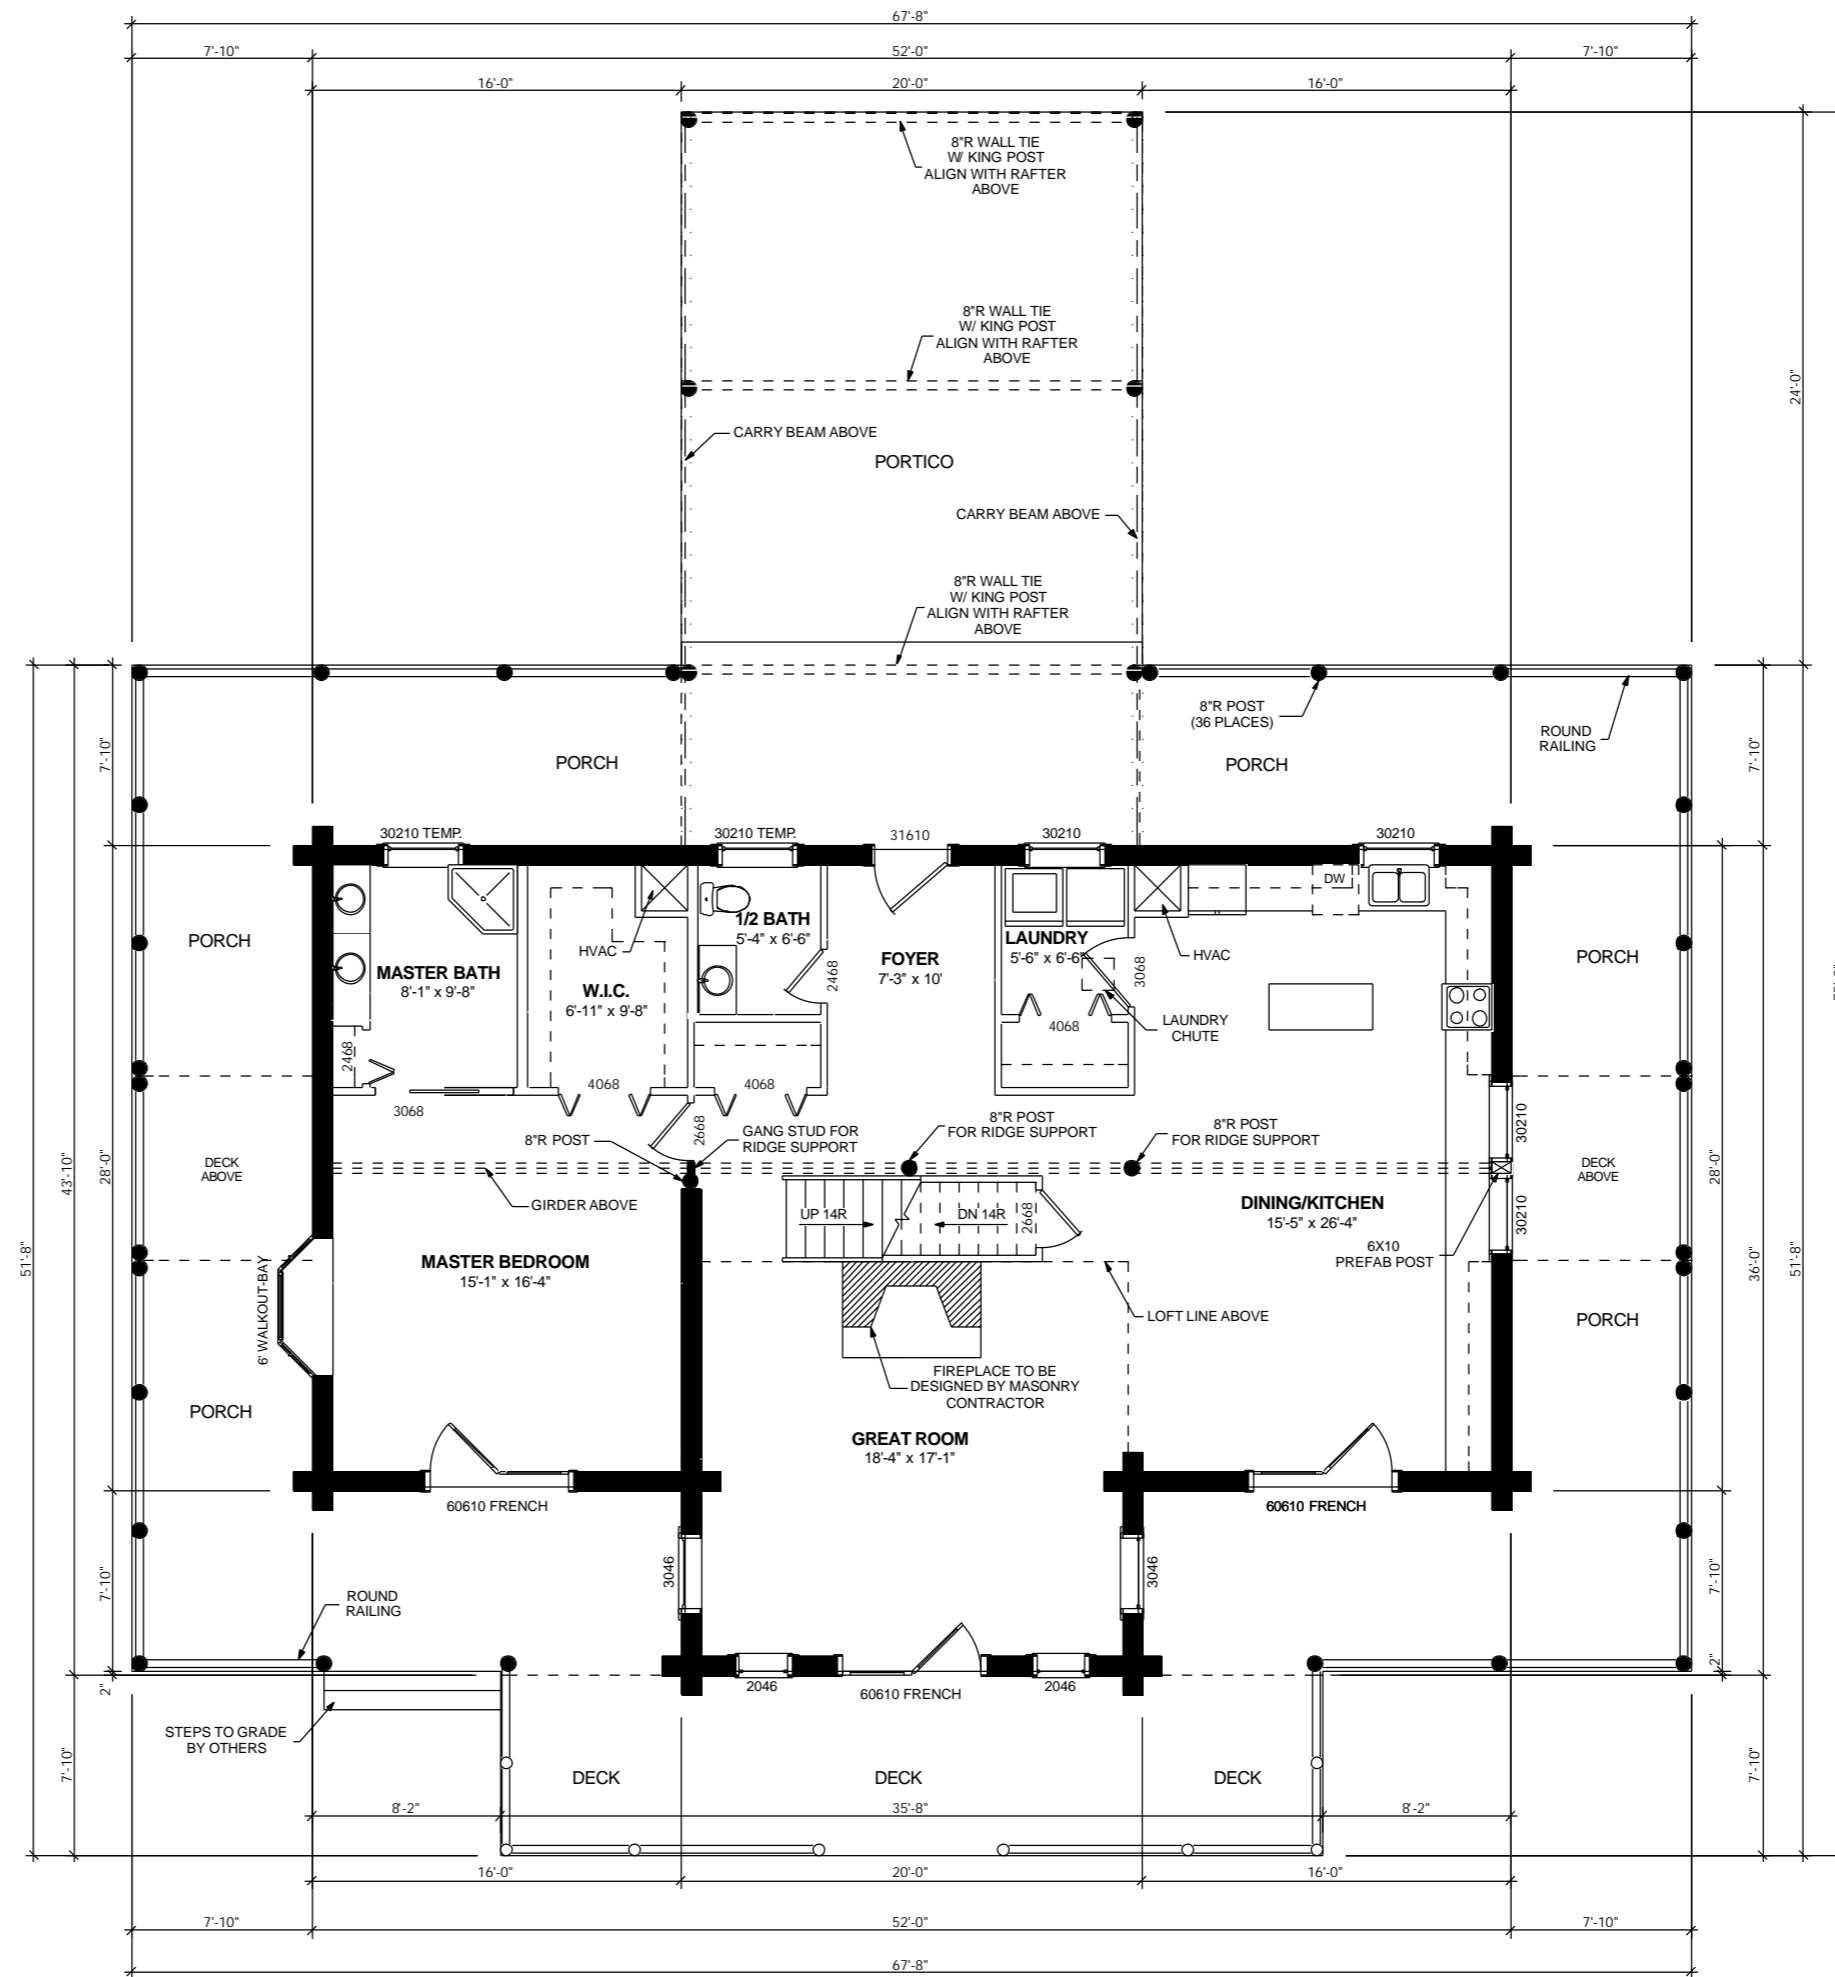 67'-8"
7'-10"
52'-0"
7'-10"
16'-0"
20'-0"
16'-0"
8"R WALL TIE
W/ KING POST
ALIGN WITH RAFTER
ABOVE
8"R WALL TIE
W/ KING POST
ALIGN WITH RAFTER
ABOVE
24'-0"
CARRY BEAM ABOVE
PORTICO
CARRY BEAM ABOVE
8"R WALL TIE
W/ KING POST
ALIGN WITH RAFTER
ABOVE
8"R POST
(36 PLACES)
ROUND
RAILING
7'-10"
PORCH
PORCH
7'-10"
30210 TEMP.
30210 TEMP.
31610
30210
30210
DW
1/2 BATH
5'-4" x 6'-6"
PORCH
HVAC
MASTER BATH
8'-1" x 9'-8"
W.I.C.
6'-11" x 9'-8"
2468
FOYER
7'-3" x 10'
LAUNDRY
5'-6" x 6'-6"
3068
HVAC
PORCH
LAUNDRY
CHUTE
4068
2468
4068
4068
3068
2668
8"R POST
GANG STUD FOR
RIDGE SUPPORT
8"R POST
FOR RIDGE SUPPORT
8"R POST
FOR RIDGE SUPPORT
30210
DECK
ABOVE
DECK
ABOVE
51'-8"
43'-10"
28'-0"
28'-0"
36'-0"
51'-8"
GIRDER ABOVE
UP 14R
DN 14R
2668
DINING/KITCHEN
15'-5" x 26'-4"
30210
6X10
PREFAB POST
MASTER BEDROOM
15'-1" x 16'-4"
6' WALKOUT-BAY
LOFT LINE ABOVE
PORCH
FIREPLACE TO BE
DESIGNED BY MASONRY
CONTRACTOR
PORCH
GREAT ROOM
18'-4" x 17'-1"
60610 FRENCH
60610 FRENCH
7'-10"
3046
3046
7'-10"
ROUND
RAILING
2"
2046
60610 FRENCH
2046
2"
STEPS TO GRADE
BY OTHERS
7'-10"
DECK
DECK
DECK
7'-10"
8'-2"
35'-8"
8'-2"
16'-0"
20'-0"
16'-0"
7'-10"
52'-0"
7'-10"
67'-8"